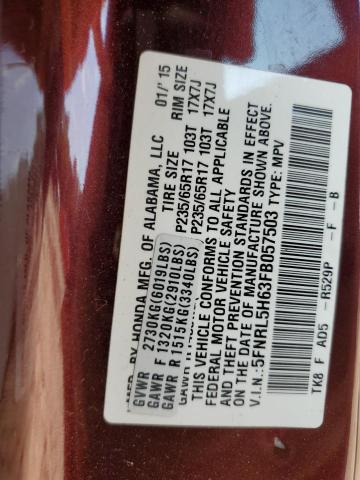 MFD. BY HONDA MFG. OF ALABAMA, LLC 01/'15
GVWR 2730KG(6019LBS) TIRE SIZE RIM SIZE
GAWR F 1320KG(2910LBS) P235/65R17 103T 17X7J
GAWR R 1515KG(3340LBS) P235/65R17 103T 17X7J
THIS VEHICLE CONFORMS TO ALL APPLICABLE
FEDERAL MOTOR VEHICLE SAFETY
AND THEFT PREVENTION STANDARDS IN EFFECT
ON THE DATE OF MANUFACTURE SHOWN ABOVE.
V.I.N.: 5FNRL5H63FB057503 TYPE: MPV
TK8 F AD5 -R529P -F -B